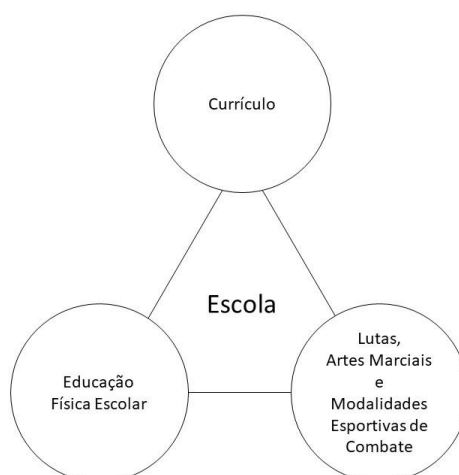 Currículo
Escola
Educação
Física Escolar
Lutas,
Artes Marciais
e
Modalidades
Esportivas de
Combate